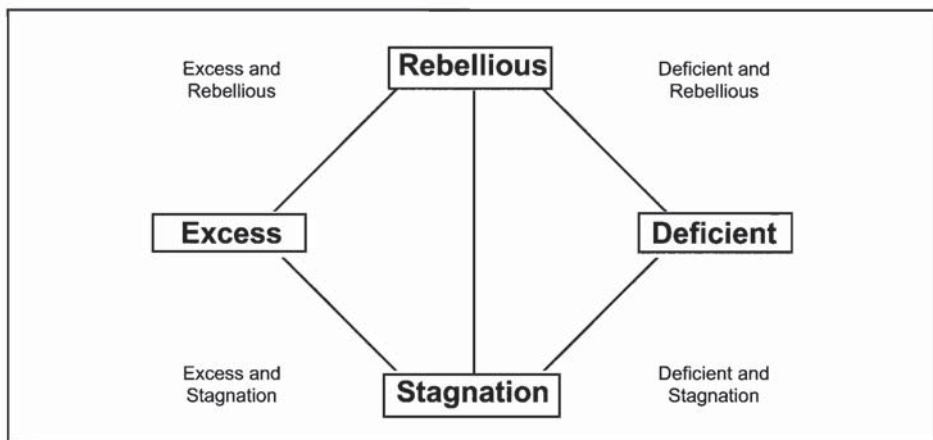 Excess and
Rebellious
Rebellious
Deficient and
Rebellious
Excess
Deficient
Excess and
Stagnation
Stagnation
Deficient and
Stagnation